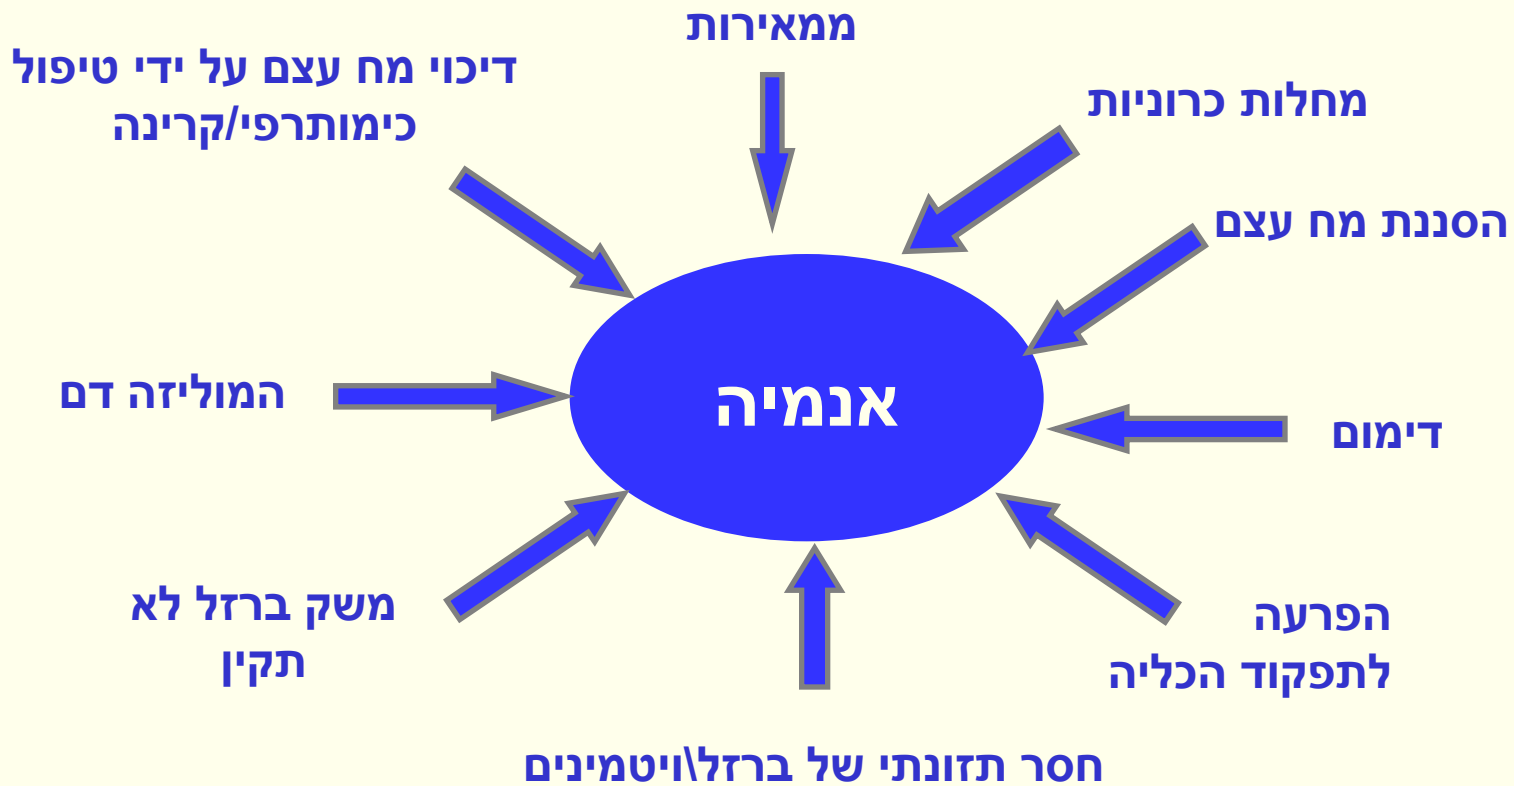 ממאירות
דיכוי מח עצם על ידי טיפול
כימותרפי/קרינה
מחלות כרוניות
הסננת מח עצם
המוליזה דם
אנמיה
דימום
משק ברזל לא
תקין
הפרעה
לתפקוד הכליה
חסר תזונתי של ברזל\ויטמינים